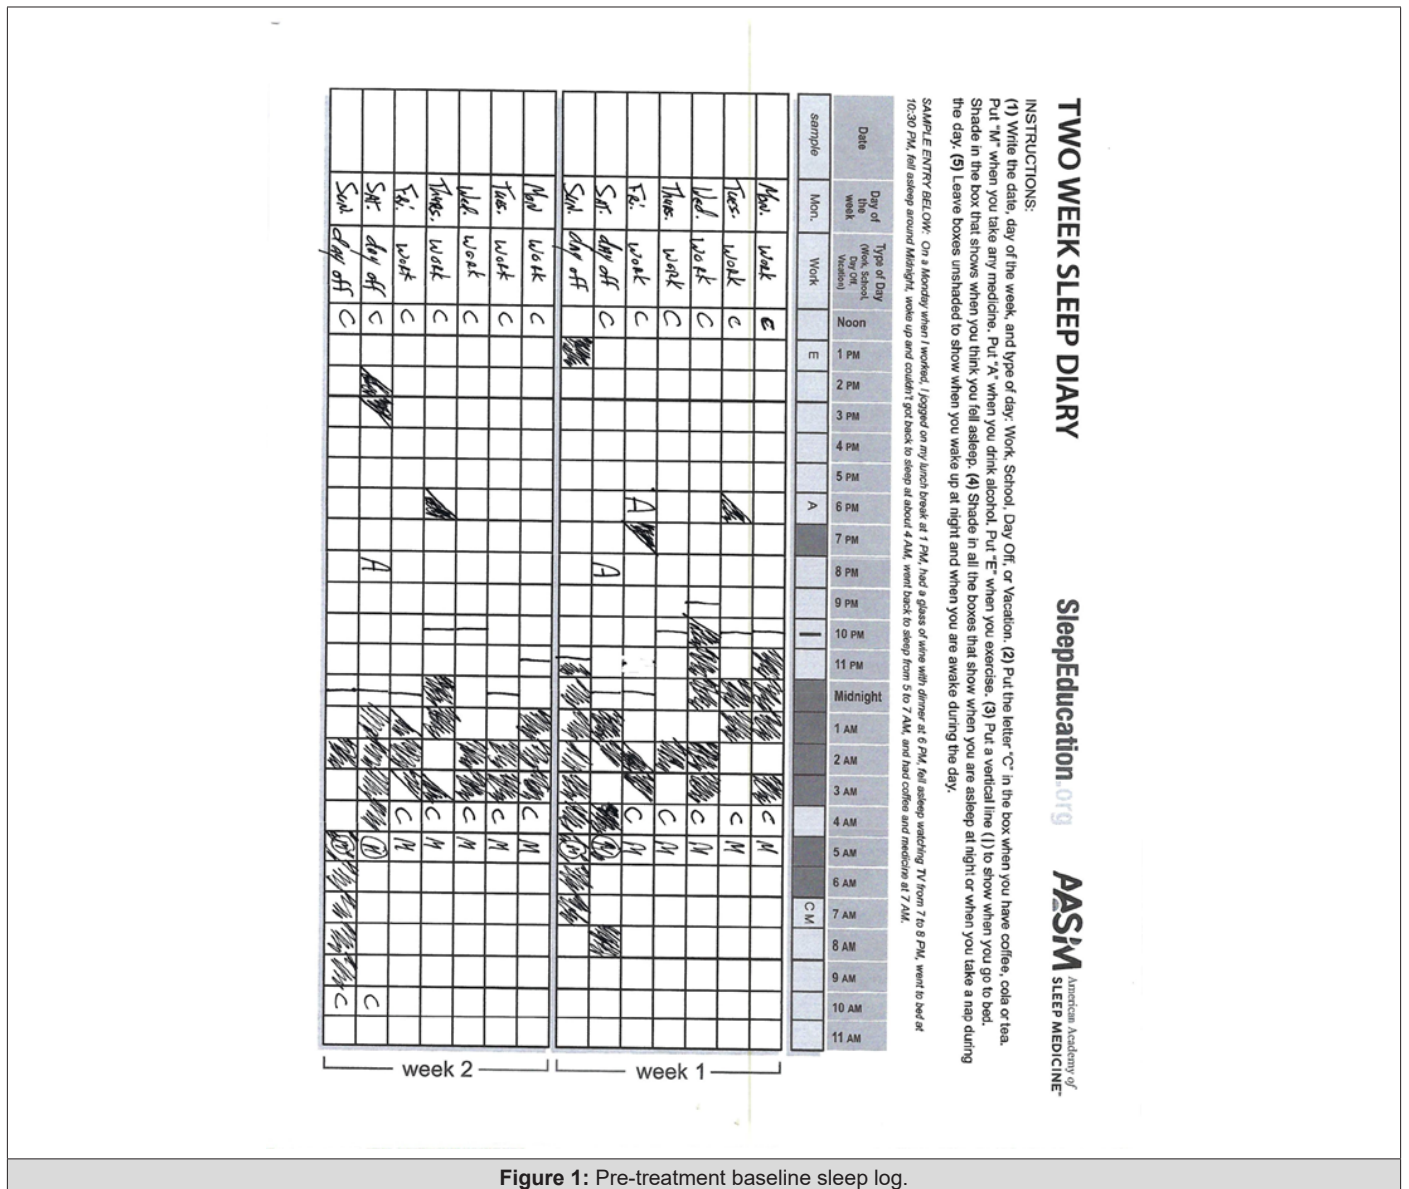 TWO WEEK SLEEP DIARY SleepEducation.org AASM American Academy of
SLEEP MEDICINE™
INSTRUCTIONS:
(1) Write the date, day of the week, and type of day: Work, School, Day Off, or Vacation. (2) Put the letter "C" in the box when you have coffee, cola or tea.
Put "M" when you take any medicine. Put "A" when you drink alcohol. Put "E" when you exercise. (3) Put a vertical line (|) to show when you go to bed.
Shade in the box that shows when you think you fell asleep. (4) Shade in all the boxes that show when you are asleep at night or when you take a nap during
the day. (5) Leave boxes unshaded to show when you wake up at night and when you are awake during the day.
SAMPLE ENTRY BELOW: On a Monday when I worked, I jogged on my lunch break at 1 PM, had a glass of wine with dinner at 6 PM, fell asleep watching TV from 7 to 8 PM, went to bed at
10:30 PM, fell asleep around Midnight, woke up and couldn't got back to sleep at about 4 AM, went back to sleep from 5 to 7 AM, and had coffee and medicine at 7 AM.
Date Day of the week Type of Day (Work, School, Day Off, Vacation) Noon 1 PM 2 PM 3 PM 4 PM 5 PM 6 PM 7 PM 8 PM 9 PM 10 PM 11 PM Midnight 1 AM 2 AM 3 AM 4 AM 5 AM 6 AM 7 AM 8 AM 9 AM 10 AM 11 AM
sample Mon. Work E A | C M
Mon. Work C C M
Tues. Work C C M
Wed. Work C C M
Thurs. Work C C M
Fri. Work C A C M
Sat. day off C A M
Sun. day off M
week 1
Mon Work C C M
Tues. Work C C M
Wed. Work C C M
Thurs. Work C C M
Fri. Work C C M
Sat. day off C A M C
Sun. day off C M C
week 2
Figure 1: Pre-treatment baseline sleep log.